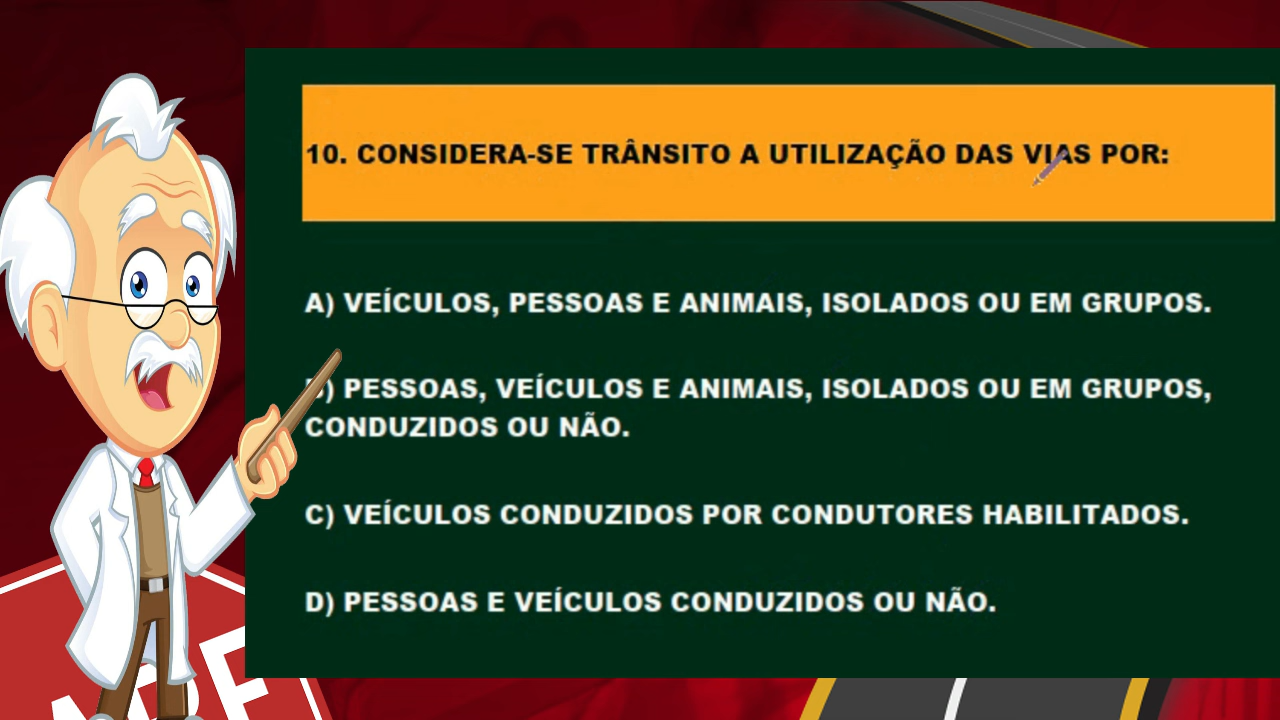 10. CONSIDERA-SE TRÂNSITO A UTILIZAÇÃO DAS VIAS POR:
A) VEÍCULOS, PESSOAS E ANIMAIS, ISOLADOS OU EM GRUPOS.
B) PESSOAS, VEÍCULOS E ANIMAIS, ISOLADOS OU EM GRUPOS,
CONDUZIDOS OU NÃO.
C) VEÍCULOS CONDUZIDOS POR CONDUTORES HABILITADOS.
D) PESSOAS E VEÍCULOS CONDUZIDOS OU NÃO.